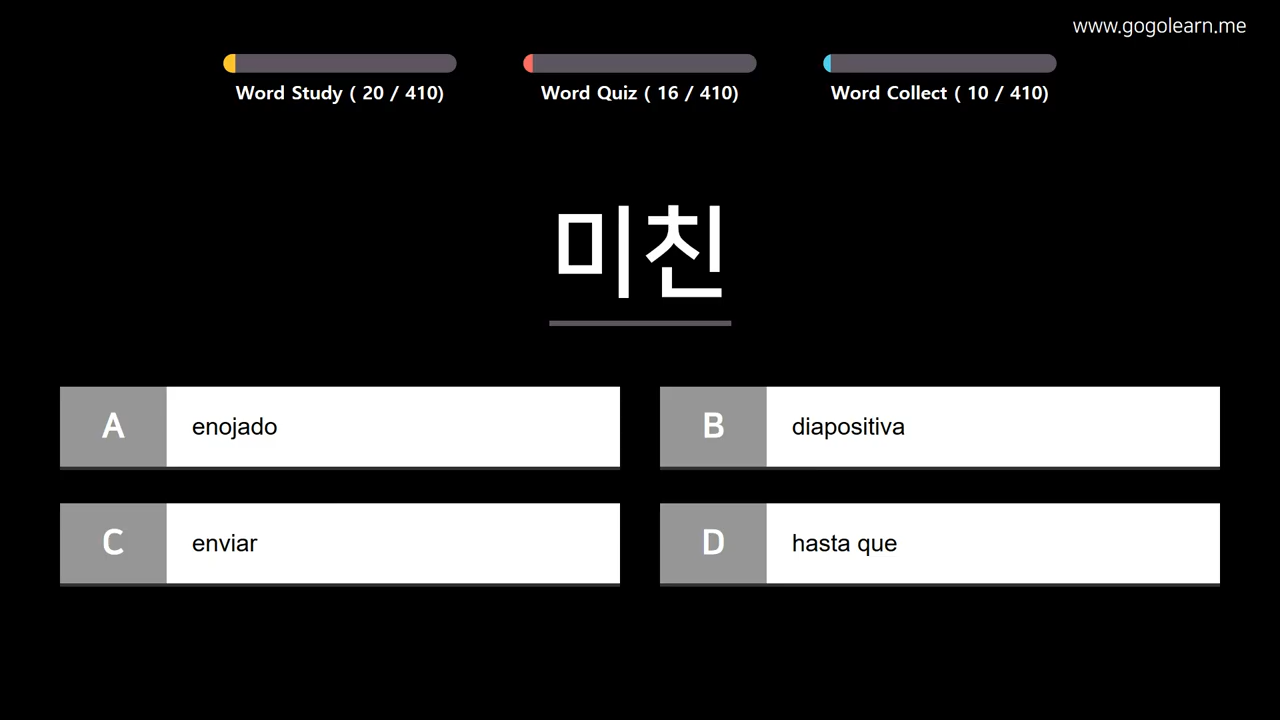 www.gogolearn.me
Word Study ( 20 / 410)
Word Quiz ( 16 / 410)
Word Collect ( 10 / 410)
미친
A enojado
B diapositiva
C enviar
D hasta que